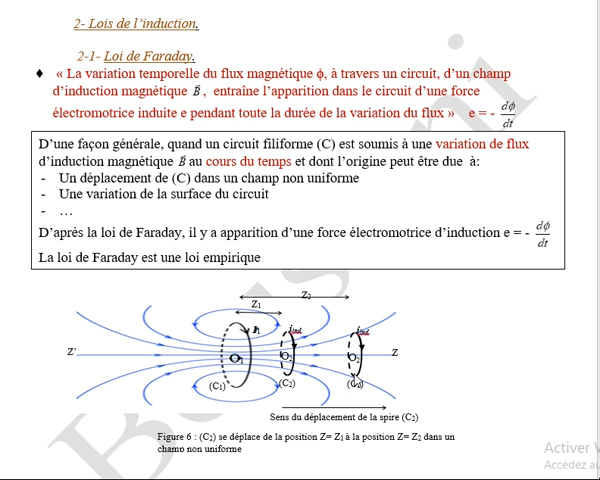 2- Lois de l’induction.
2-1- Loi de Faraday.
♦ « La variation temporelle du flux magnétique ϕ, à travers un circuit, d’un champ
d’induction magnétique B⃗ , entraîne l’apparition dans le circuit d’une force
électromotrice induite e pendant toute la durée de la variation du flux » e = - dϕ/dt
D’une façon générale, quand un circuit filiforme (C) est soumis à une variation de flux
d’induction magnétique B⃗ au cours du temps et dont l’origine peut être due à:
- Un déplacement de (C) dans un champ non uniforme
- Une variation de la surface du circuit
- …
D’après la loi de Faraday, il y a apparition d’une force électromotrice d’induction e = - dϕ/dt
La loi de Faraday est une loi empirique
Z2
Z1
I1 iind iind
Z' O1 O2 O2 Z
(C1) (C2) (C2)
Sens du déplacement de la spire (C2)
Figure 6 : (C2) se déplace de la position Z= Z1 à la position Z= Z2 dans un
champ non uniforme
Activer
Accédez au